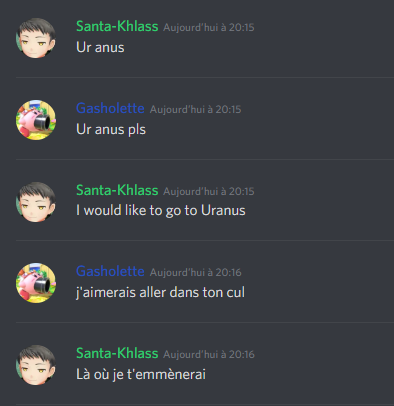 Santa-Khlass Aujourd'hui à 20:15
Ur anus
Gasholette Aujourd'hui à 20:15
Ur anus pls
Santa-Khlass Aujourd'hui à 20:15
I would like to go to Uranus
Gasholette Aujourd'hui à 20:16
j'aimerais aller dans ton cul
Santa-Khlass Aujourd'hui à 20:16
Là où je t'emmènerai